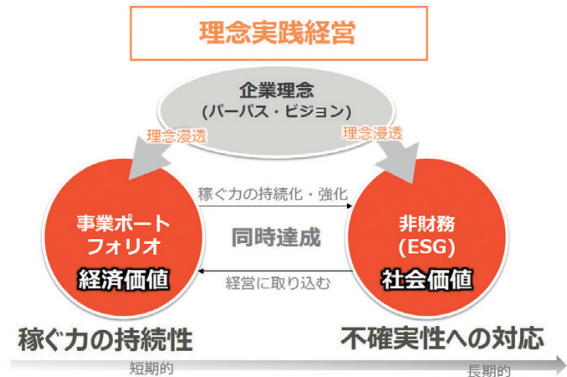 理念実践経営
企業理念
(パーパス・ビジョン)
理念浸透
理念浸透
事業ポート
フォリオ
経済価値
稼ぐ力の持続化・強化
同時達成
経営に取り込む
非財務
(ESG)
社会価値
稼ぐ力の持続性
不確実性への対応
短期的
長期的